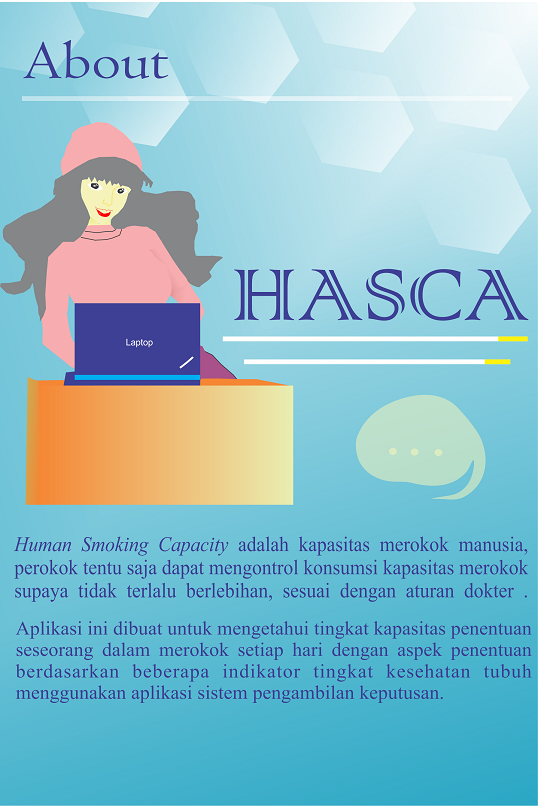 About
HASCA
Laptop
Human Smoking Capacity adalah kapasitas merokok manusia,
perokok tentu saja dapat mengontrol konsumsi kapasitas merokok
supaya tidak terlalu berlebihan, sesuai dengan aturan dokter .
Aplikasi ini dibuat untuk mengetahui tingkat kapasitas penentuan
seseorang dalam merokok setiap hari dengan aspek penentuan
berdasarkan beberapa indikator tingkat kesehatan tubuh
menggunakan aplikasi sistem pengambilan keputusan.